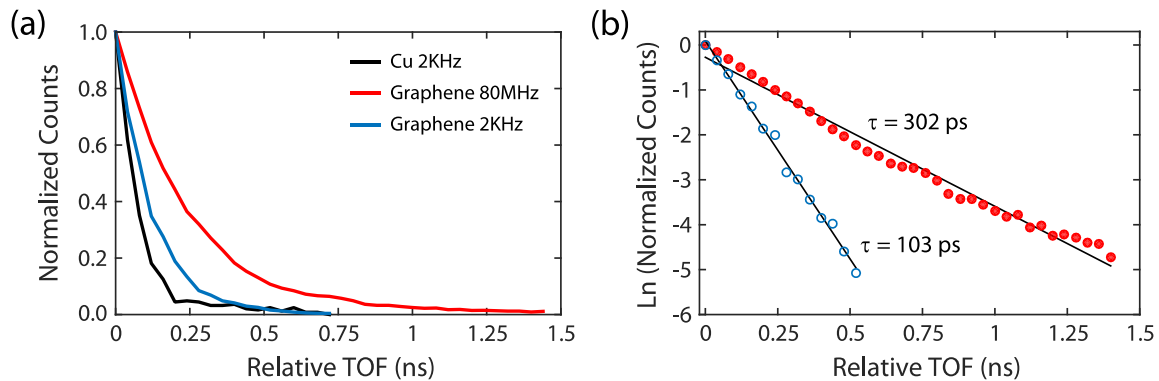 (a)
Normalized Counts
1.0
0.8
0.6
0.4
0.2
0.0
Cu 2KHz
Graphene 80MHz
Graphene 2KHz
0 0.25 0.5 0.75 1 1.25 1.5
Relative TOF (ns)
(b)
Ln (Normalized Counts)
0
-1
-2
-3
-4
-5
-6
τ = 302 ps
τ = 103 ps
0 0.25 0.5 0.75 1 1.25 1.5
Relative TOF (ns)